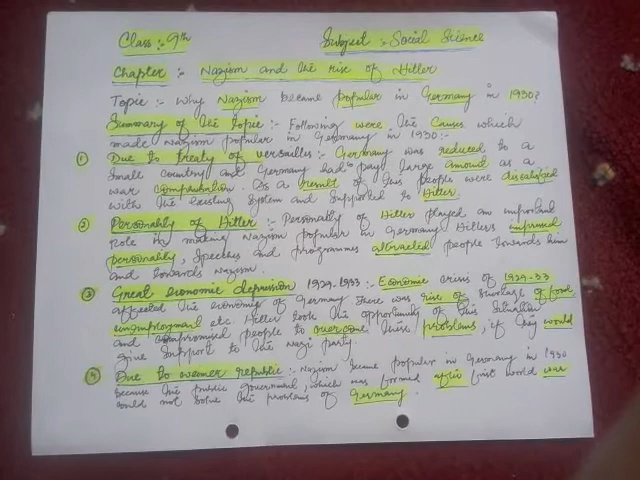 Class :- 9th Subject :- Social Science
Chapter :- Nazism and the rise of Hitler
Topic :- Why Nazism became popular in Germany in 1930?
Summary of the topic :- Following were the causes which
made Nazism popular in Germany in 1930 :-
① Due to treaty of versailles :- Germany was reduced to a
small country and Germany had to pay large amount as a
war . As a result of this people were
with the existing system and supported to Hitler.
② Personality of Hitler :- Personality of Hitler played an important
role in making Nazism popular in Germany Hitler's
personality, speeches and programmes attracted people towards him
and towards Nazism.
③ Great economic depression 1929-1933 :- Economic crisis of 1929-33
affected the economy of Germany there was rise of shortage of food,
unemployment etc. Hitler took the opportunity of this situation
and people to overcome these problems, if they would
give support to the Nazi party.
④ Due to republic :- Nazism became popular in Germany in 1930
because the public government, which was formed after first world war
could not solve the problems of Germany.